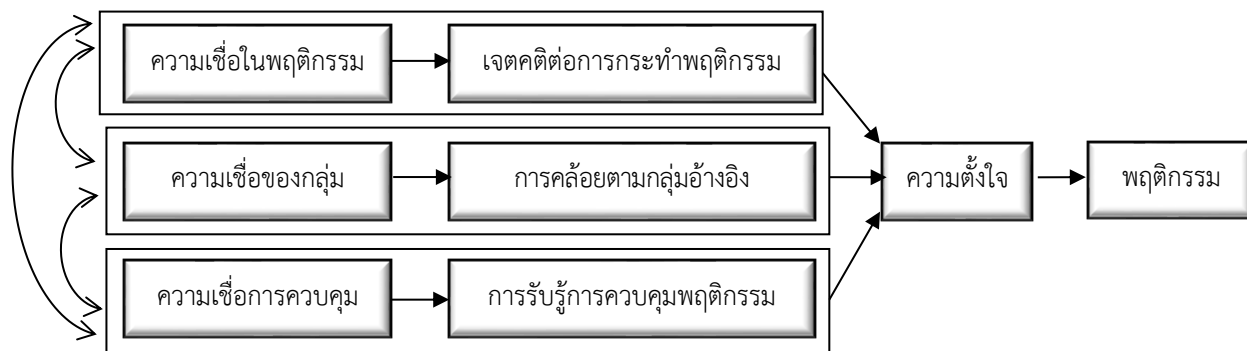 ความเชื่อในพฤติกรรม
เจตคติต่อการกระทำพฤติกรรม
ความเชื่อของกลุ่ม
การคล้อยตามกลุ่มอ้างอิง
ความตั้งใจ
พฤติกรรม
ความเชื่อการควบคุม
การรับรู้การควบคุมพฤติกรรม